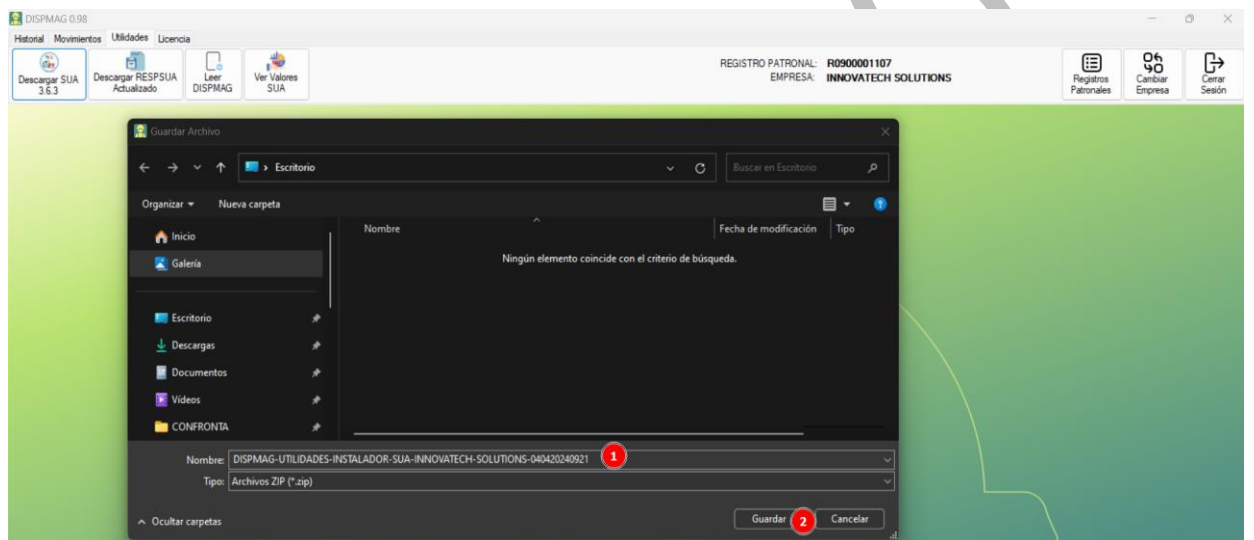 DISPMAG 0.98
Historial Movimientos Utilidades Licencia
Descargar SUA 3.6.3
Descargar RESPSUA Actualizado
Leer DISPMAG
Ver Valores SUA
REGISTRO PATRONAL: R0900001107
EMPRESA: INNOVATECH SOLUTIONS
Registros Patronales
Cambiar Empresa
Cerrar Sesión
Guardar Archivo
Escritorio
Buscar en Escritorio
Organizar
Nueva carpeta
Inicio
Galería
Escritorio
Descargas
Documentos
Vídeos
CONFRONTA
Nombre
Fecha de modificación
Tipo
Ningún elemento coincide con el criterio de búsqueda.
Nombre: DISPMAG-UTILIDADES-INSTALADOR-SUA-INNOVATECH-SOLUTIONS-040420240921
1
Tipo: Archivos ZIP (*.zip)
Ocultar carpetas
Guardar
2
Cancelar